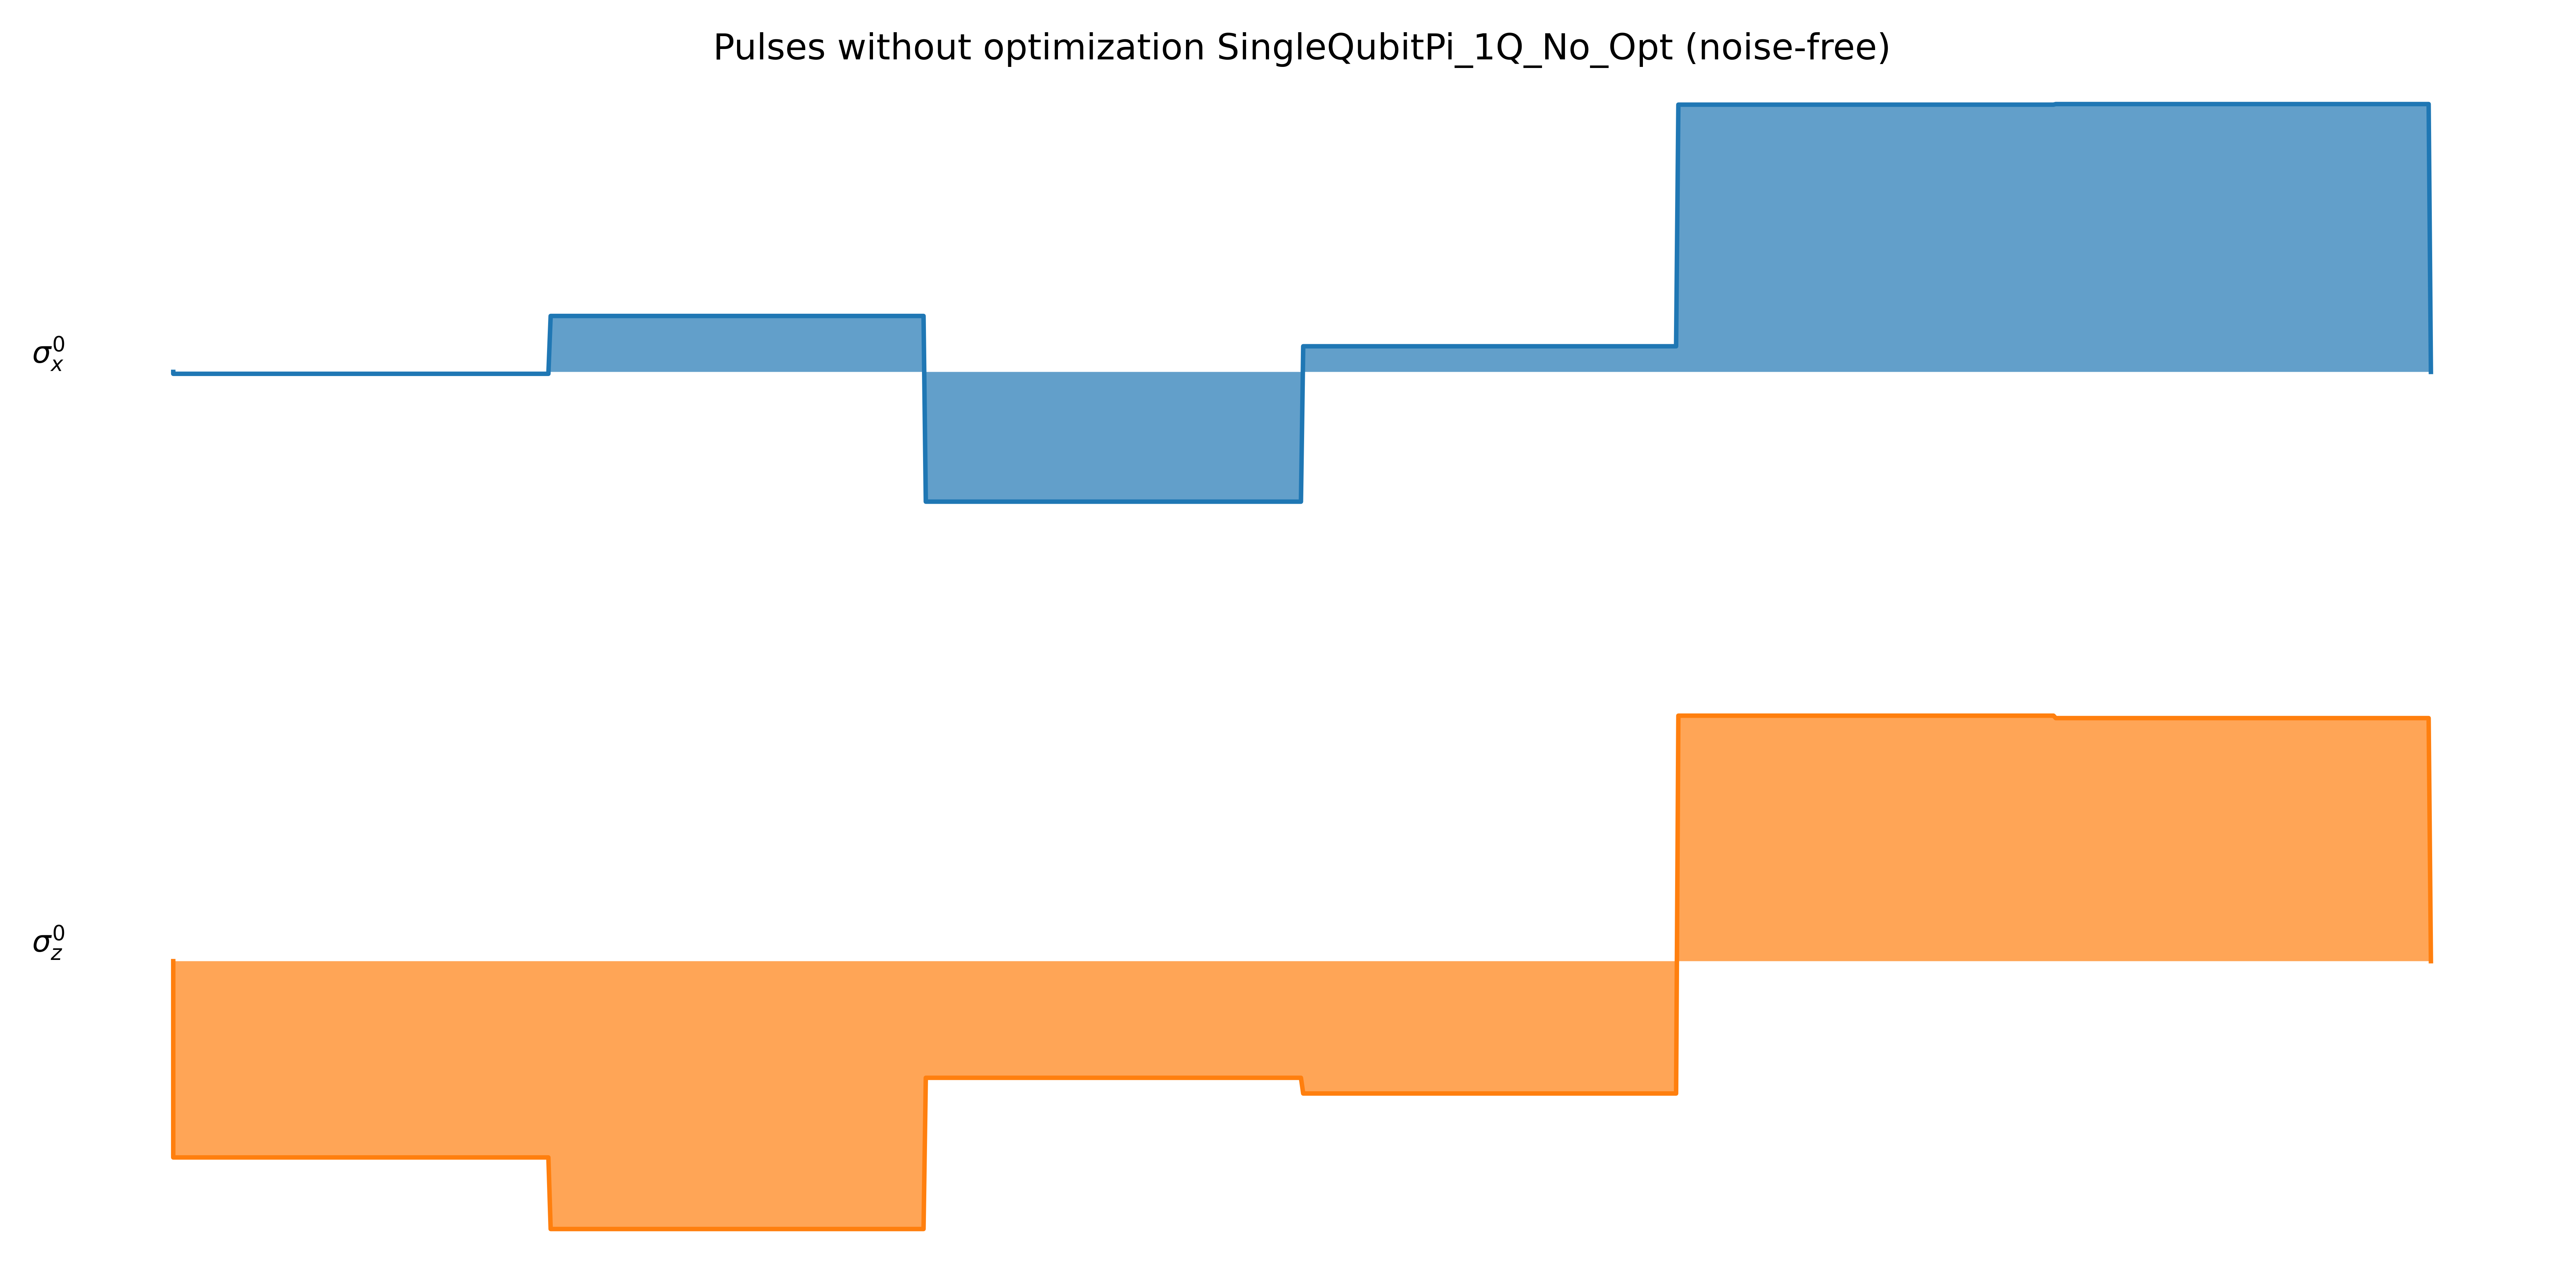 Pulses without optimization SingleQubitPi_1Q_No_Opt (noise-free)
σ_x^0
σ_z^0